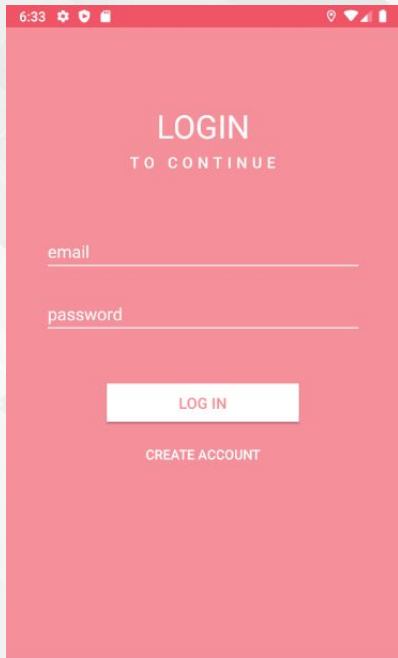 6:33
LOGIN
TO CONTINUE
email
password
LOG IN
CREATE ACCOUNT